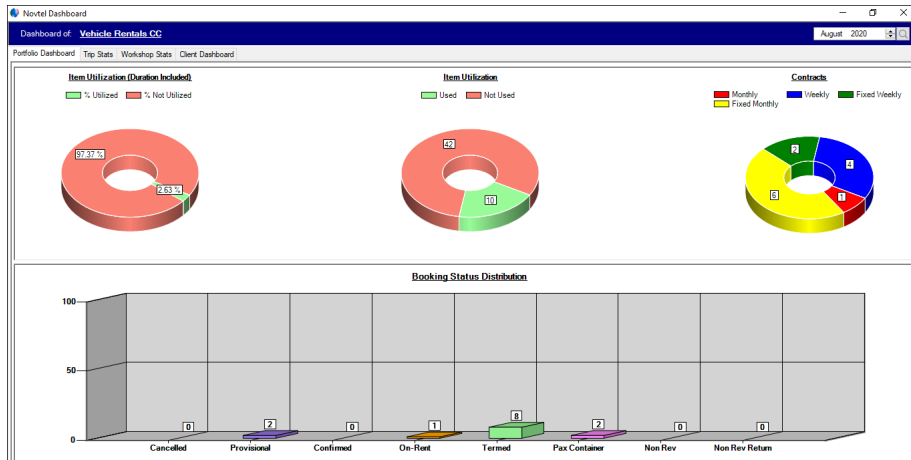 Novtel Dashboard
Dashboard of: Vehicle Rentals CC
August 2020
Portfolio Dashboard Trip Stats Workshop Stats Client Dashboard
Item Utilization (Duration Included)
% Utilized % Not Utilized
97.37 %
2.63 %
Item Utilization
Used Not Used
42
10
Contracts
Monthly Weekly Fixed Weekly
Fixed Monthly
2
4
6
1
Booking Status Distribution
100
50
0
0 2 0 1 8 2 0 0
Cancelled Provisional Confirmed On-Rent Termed Pax Container Non Rev Non Rev Return